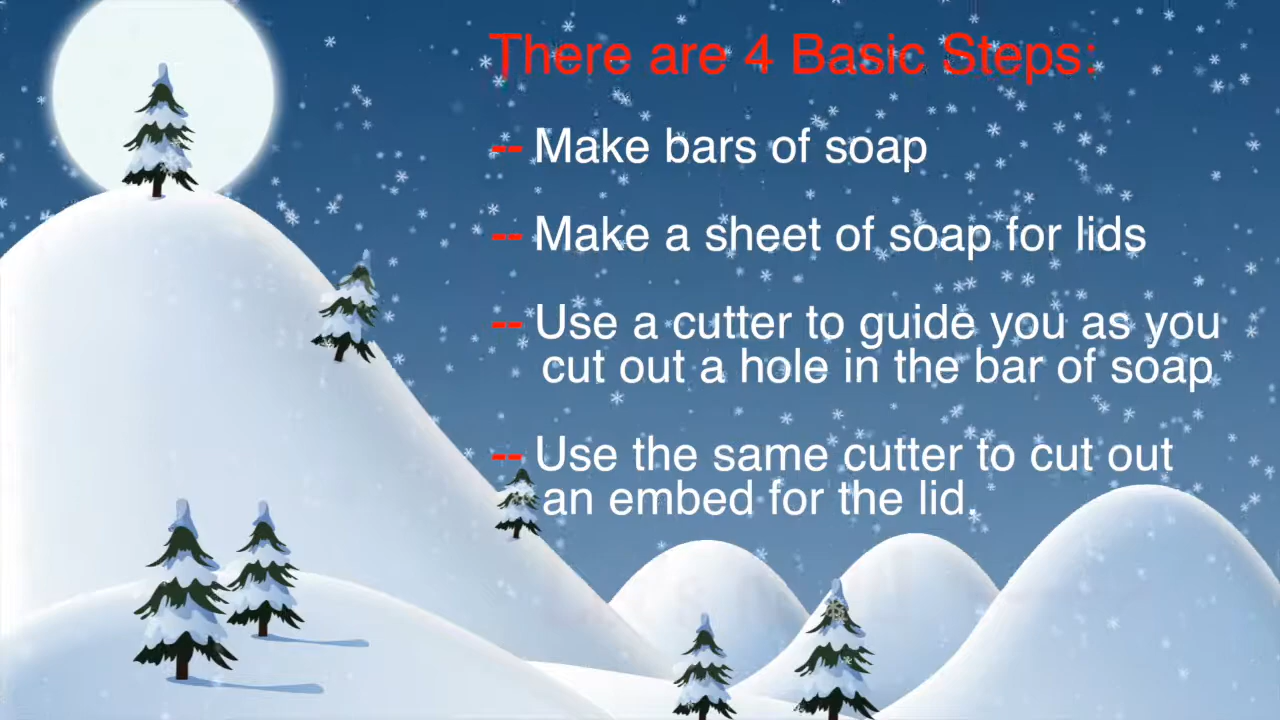 There are 4 Basic Steps:
-- Make bars of soap
-- Make a sheet of soap for lids
-- Use a cutter to guide you as you
cut out a hole in the bar of soap
-- Use the same cutter to cut out
an embed for the lid.